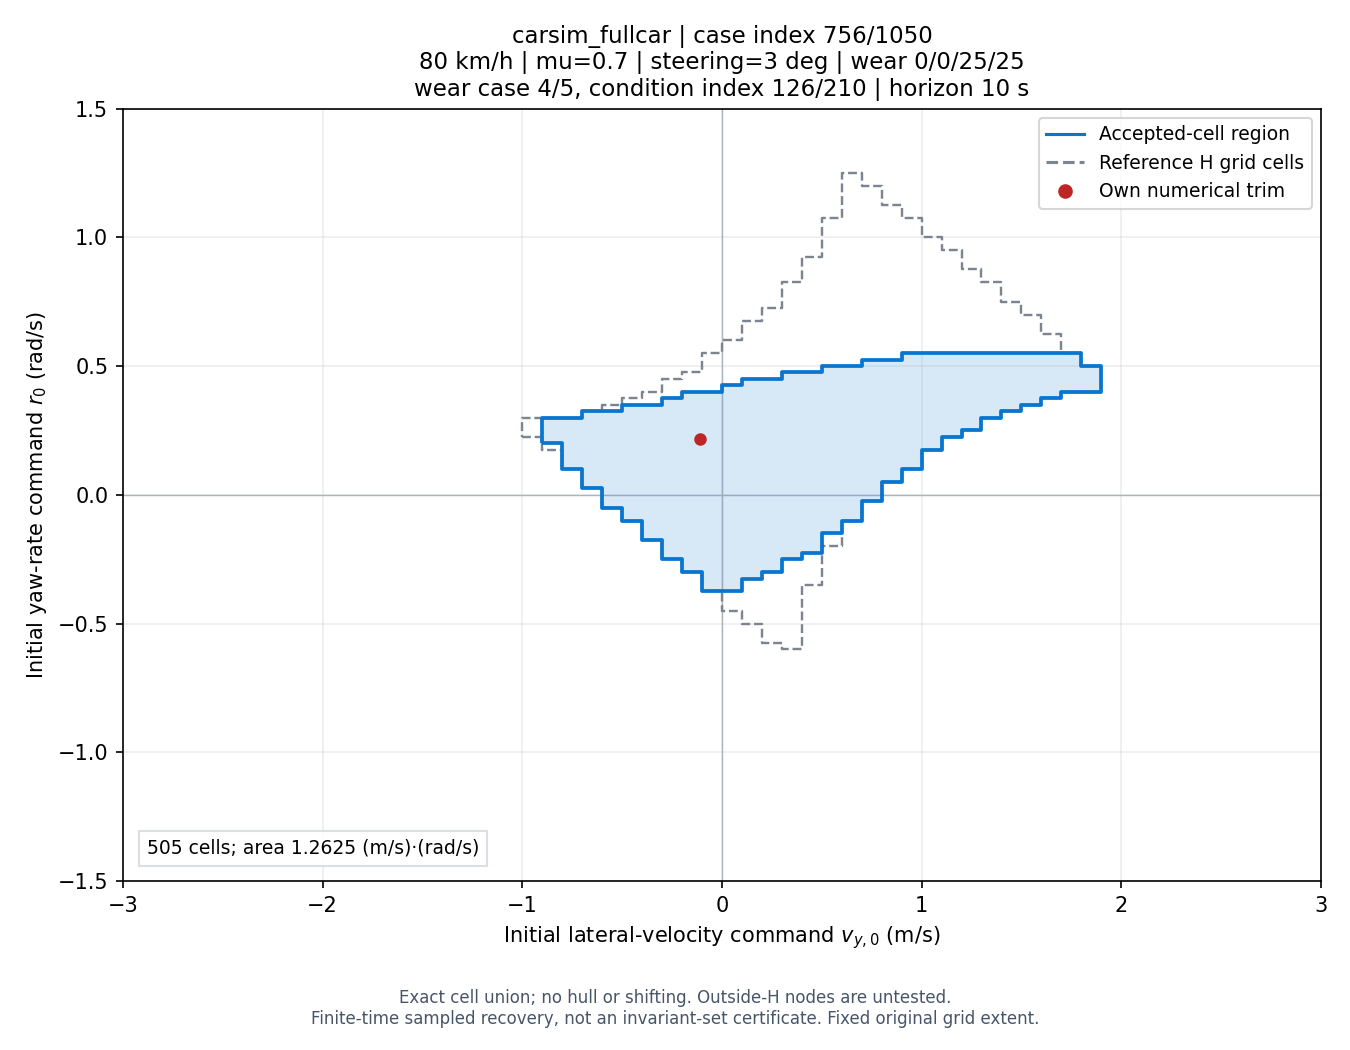 carsim_fullcar | case index 756/1050
80 km/h | mu=0.7 | steering=3 deg | wear 0/0/25/25
wear case 4/5, condition index 126/210 | horizon 10 s
Accepted-cell region
Reference H grid cells
Own numerical trim
1.5
1.0
0.5
0.0
−0.5
−1.0
−1.5
Initial yaw-rate command r0 (rad/s)
505 cells; area 1.2625 (m/s)·(rad/s)
−3
−2
−1
0
1
2
3
Initial lateral-velocity command vy,0 (m/s)
Exact cell union; no hull or shifting. Outside-H nodes are untested.
Finite-time sampled recovery, not an invariant-set certificate. Fixed original grid extent.